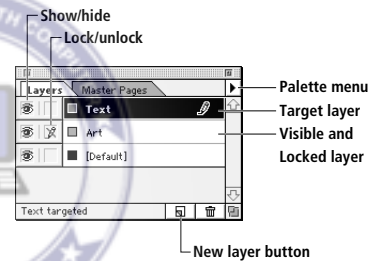 Show/hide
Lock/unlock
Layers
Master Pages
Palette menu
Text
Target layer
Art
Visible and
Locked layer
[Default]
Text targeted
New layer button